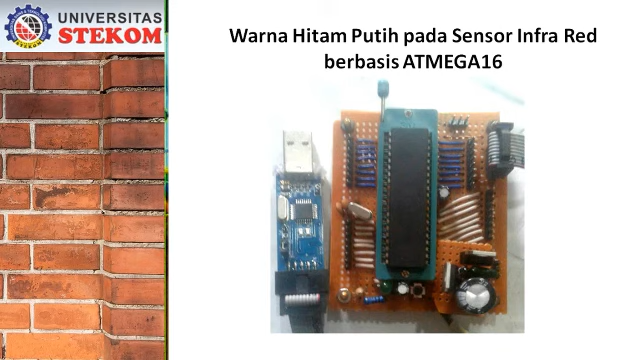 UNIVERSITAS
STEKOM
Warna Hitam Putih pada Sensor Infra Red
berbasis ATMEGA16